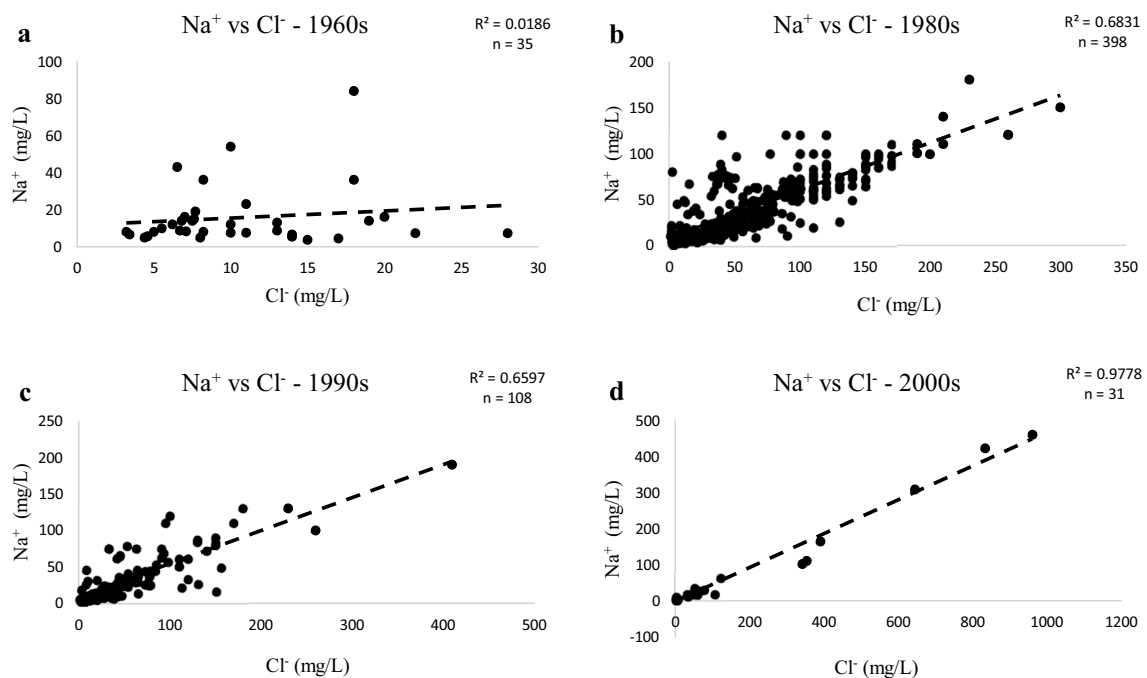 a
Na⁺ vs Cl⁻ - 1960s
R² = 0.0186
n = 35
100
80
60
40
20
0
Na⁺ (mg/L)
0 5 10 15 20 25 30
Cl⁻ (mg/L)
b
Na⁺ vs Cl⁻ - 1980s
R² = 0.6831
n = 398
200
150
100
50
0
Na⁺ (mg/L)
0 50 100 150 200 250 300 350
Cl⁻ (mg/L)
c
Na⁺ vs Cl⁻ - 1990s
R² = 0.6597
n = 108
250
200
150
100
50
0
Na⁺ (mg/L)
0 100 200 300 400 500
Cl⁻ (mg/L)
d
Na⁺ vs Cl⁻ - 2000s
R² = 0.9778
n = 31
500
400
300
200
100
0
-100
Na⁺ (mg/L)
0 200 400 600 800 1000 1200
Cl⁻ (mg/L)